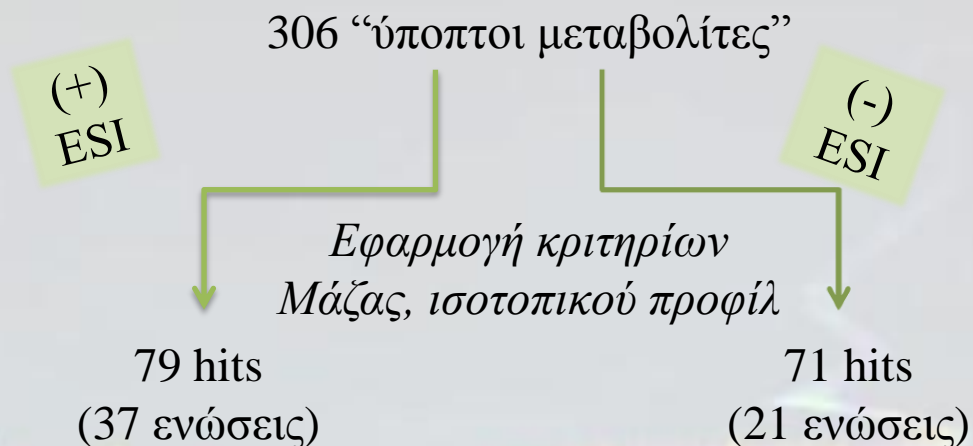 306 “ύποπτοι μεταβολίτες”
(+)
ESI
(-)
ESI
Εφαρμογή κριτηρίων
Μάζας, ισοτοπικού προφίλ
79 hits
(37 ενώσεις)
71 hits
(21 ενώσεις)